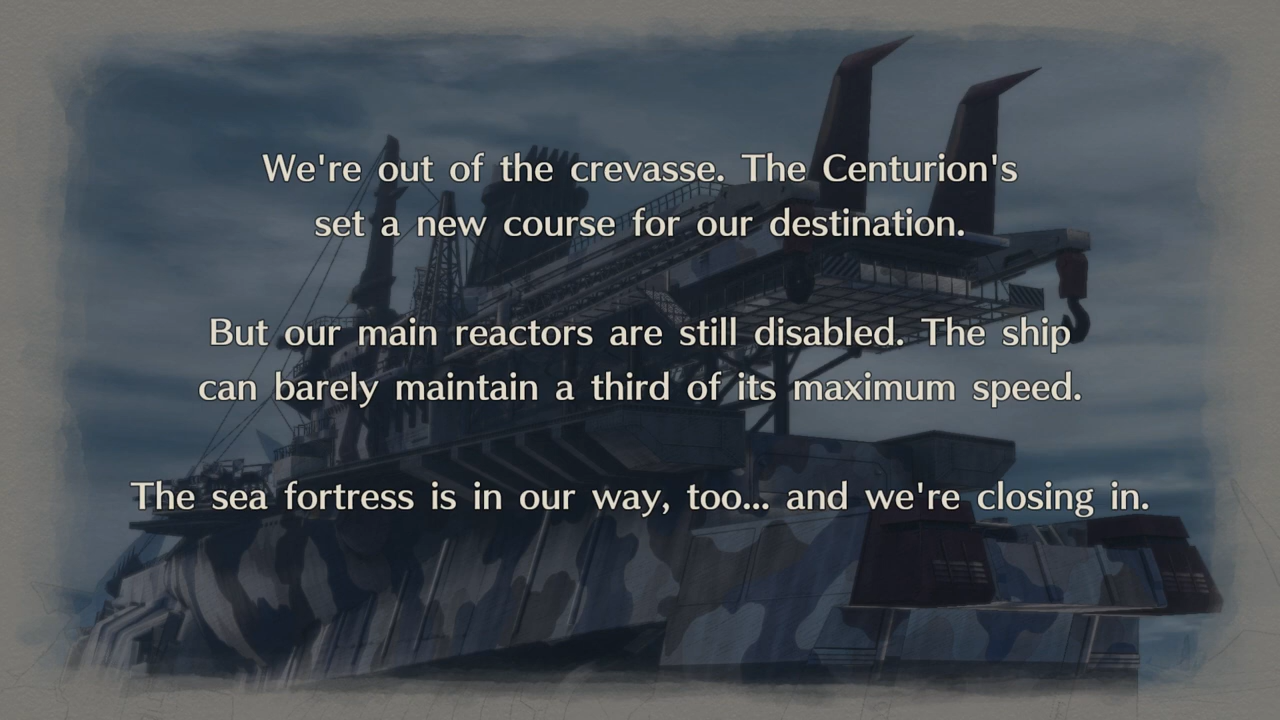 We're out of the crevasse. The Centurion's
set a new course for our destination.
But our main reactors are still disabled. The ship
can barely maintain a third of its maximum speed.
The sea fortress is in our way, too... and we're closing in.